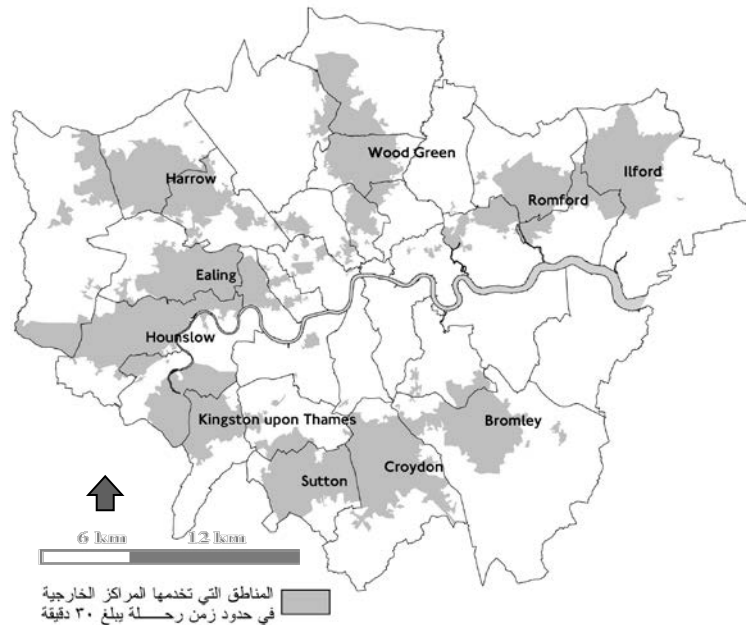 Wood Green
Ilford
Harrow
Romford
Ealing
Hounslow
Kingston upon Thames
Bromley
Croydon
Sutton
6 km 12 km
المناطق التي تخدمها المراكز الخارجية
في حدود زمن رحلـــة يبلغ ٣٠ دقيقة